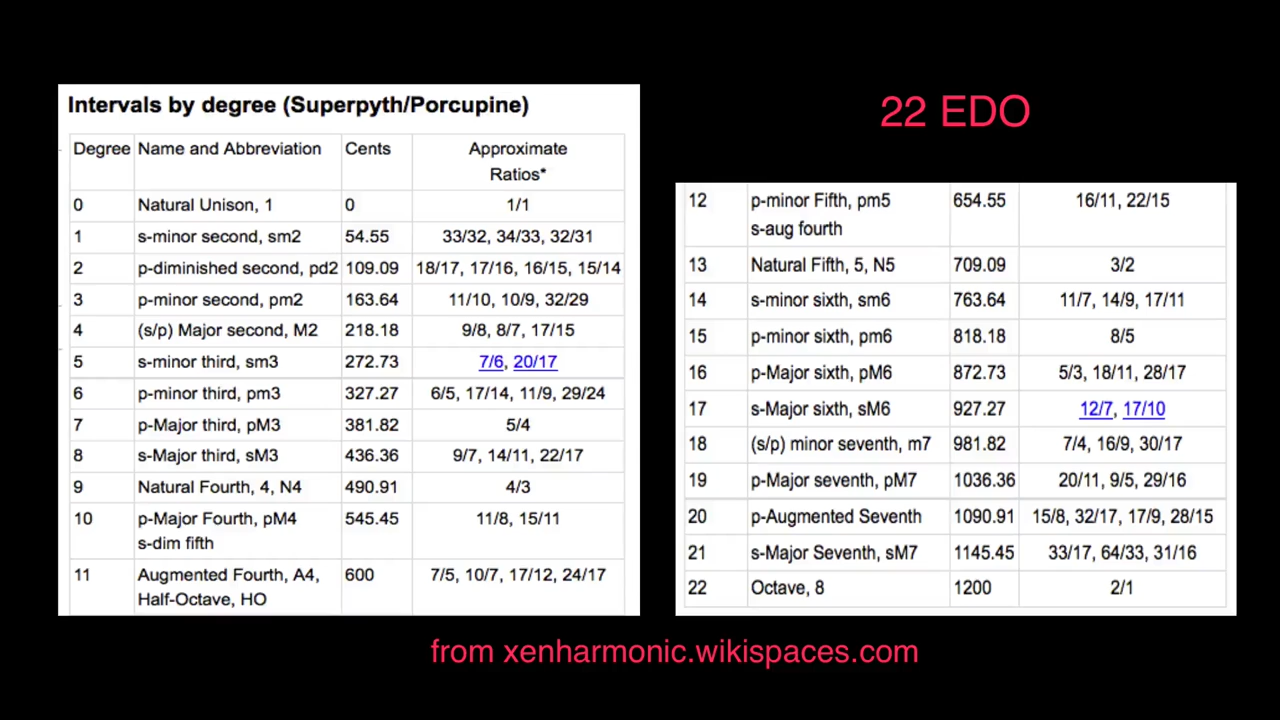 Intervals by degree (Superpyth/Porcupine)
Degree Name and Abbreviation Cents Approximate
Ratios*
0 Natural Unison, 1 0 1/1
1 s-minor second, sm2 54.55 33/32, 34/33, 32/31
2 p-diminished second, pd2 109.09 18/17, 17/16, 16/15, 15/14
3 p-minor second, pm2 163.64 11/10, 10/9, 32/29
4 (s/p) Major second, M2 218.18 9/8, 8/7, 17/15
5 s-minor third, sm3 272.73 7/6, 20/17
6 p-minor third, pm3 327.27 6/5, 17/14, 11/9, 29/24
7 p-Major third, pM3 381.82 5/4
8 s-Major third, sM3 436.36 9/7, 14/11, 22/17
9 Natural Fourth, 4, N4 490.91 4/3
10 p-Major Fourth, pM4 545.45 11/8, 15/11
s-dim fifth
11 Augmented Fourth, A4, 600 7/5, 10/7, 17/12, 24/17
Half-Octave, HO
22 EDO
12 p-minor Fifth, pm5 654.55 16/11, 22/15
s-aug fourth
13 Natural Fifth, 5, N5 709.09 3/2
14 s-minor sixth, sm6 763.64 11/7, 14/9, 17/11
15 p-minor sixth, pm6 818.18 8/5
16 p-Major sixth, pM6 872.73 5/3, 18/11, 28/17
17 s-Major sixth, sM6 927.27 12/7, 17/10
18 (s/p) minor seventh, m7 981.82 7/4, 16/9, 30/17
19 p-Major seventh, pM7 1036.36 20/11, 9/5, 29/16
20 p-Augmented Seventh 1090.91 15/8, 32/17, 17/9, 28/15
21 s-Major Seventh, sM7 1145.45 33/17, 64/33, 31/16
22 Octave, 8 1200 2/1
from xenharmonic.wikispaces.com